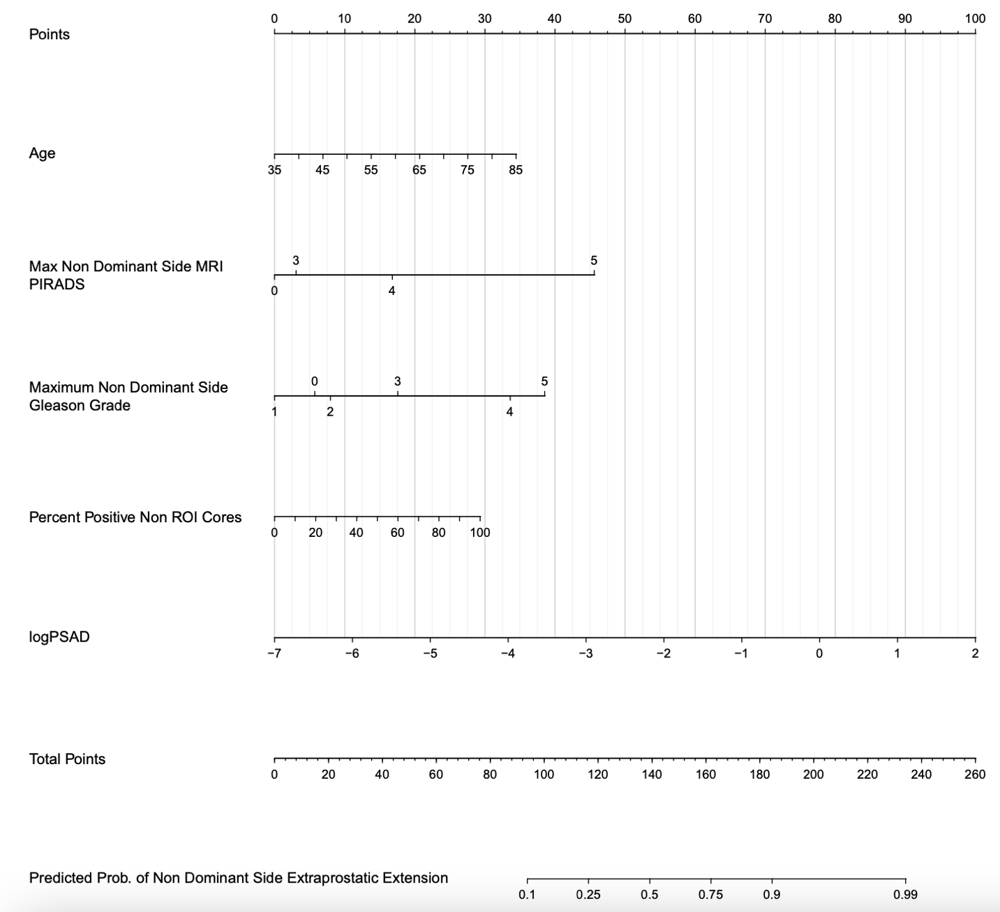 0 10 20 30 40 50 60 70 80 90 100
Points
Age
35 45 55 65 75 85
3 5
Max Non Dominant Side MRI
PIRADS
0 4
0 3 5
Maximum Non Dominant Side
Gleason Grade
1 2 4
Percent Positive Non ROI Cores
0 20 40 60 80 100
logPSAD
−7 −6 −5 −4 −3 −2 −1 0 1 2
Total Points
0 20 40 60 80 100 120 140 160 180 200 220 240 260
Predicted Prob. of Non Dominant Side Extraprostatic Extension
0.1 0.25 0.5 0.75 0.9 0.99